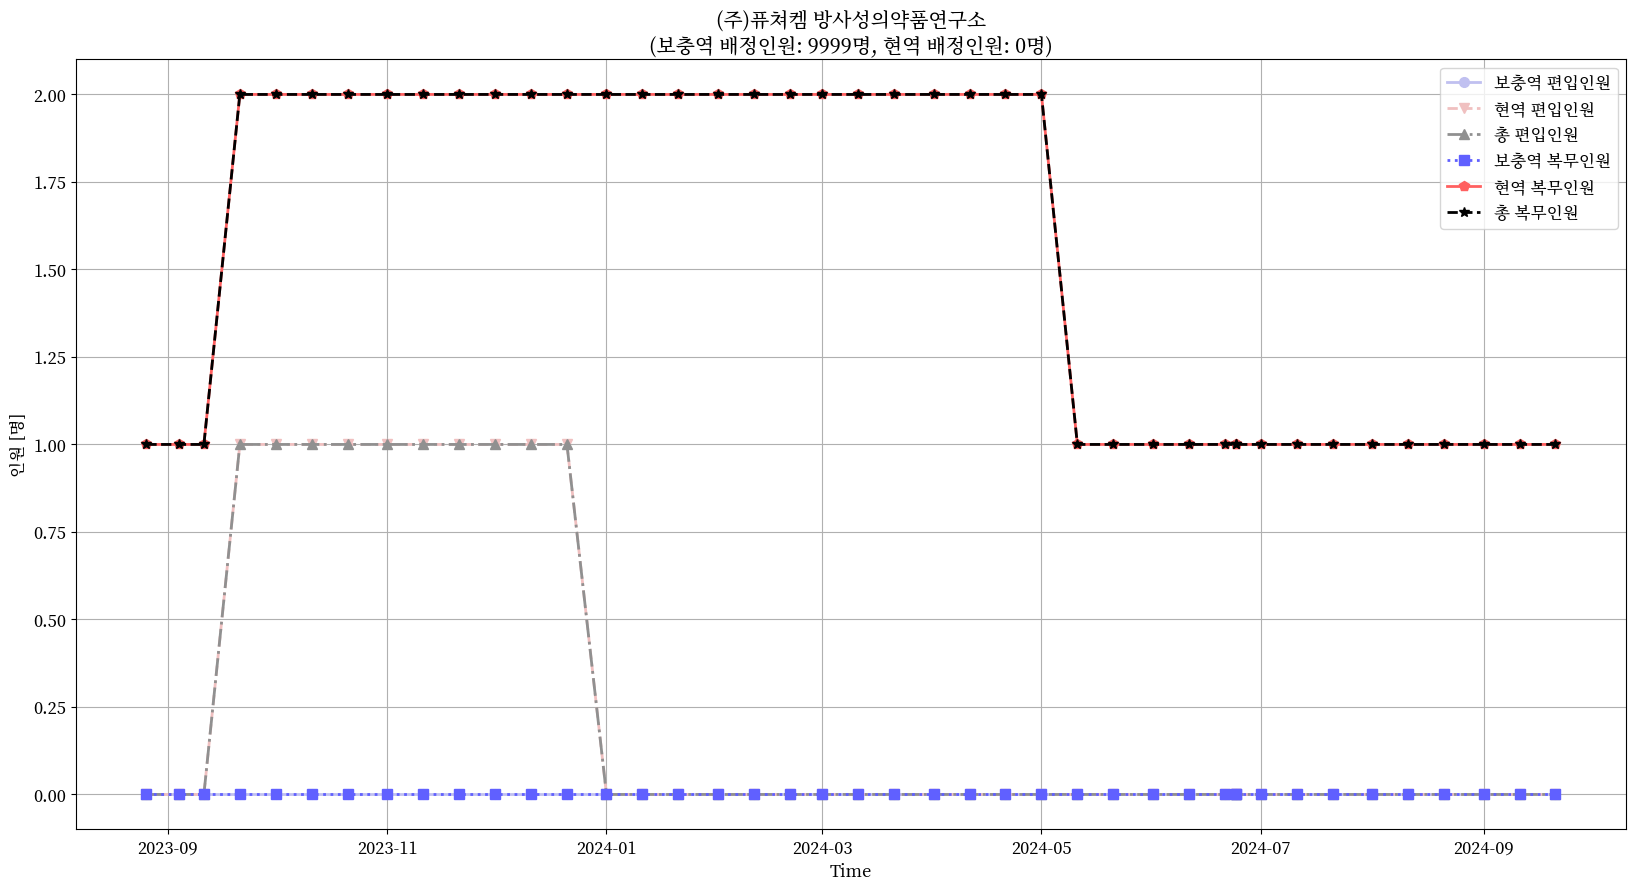 (주)퓨쳐켐 방사성의약품연구소
(보충역 배정인원: 9999명, 현역 배정인원: 0명)
보충역 편입인원
현역 편입인원
총 편입인원
보충역 복무인원
현역 복무인원
총 복무인원
인원 [명]
2.00
1.75
1.50
1.25
1.00
0.75
0.50
0.25
0.00
2023-09
2023-11
2024-01
2024-03
2024-05
2024-07
2024-09
Time